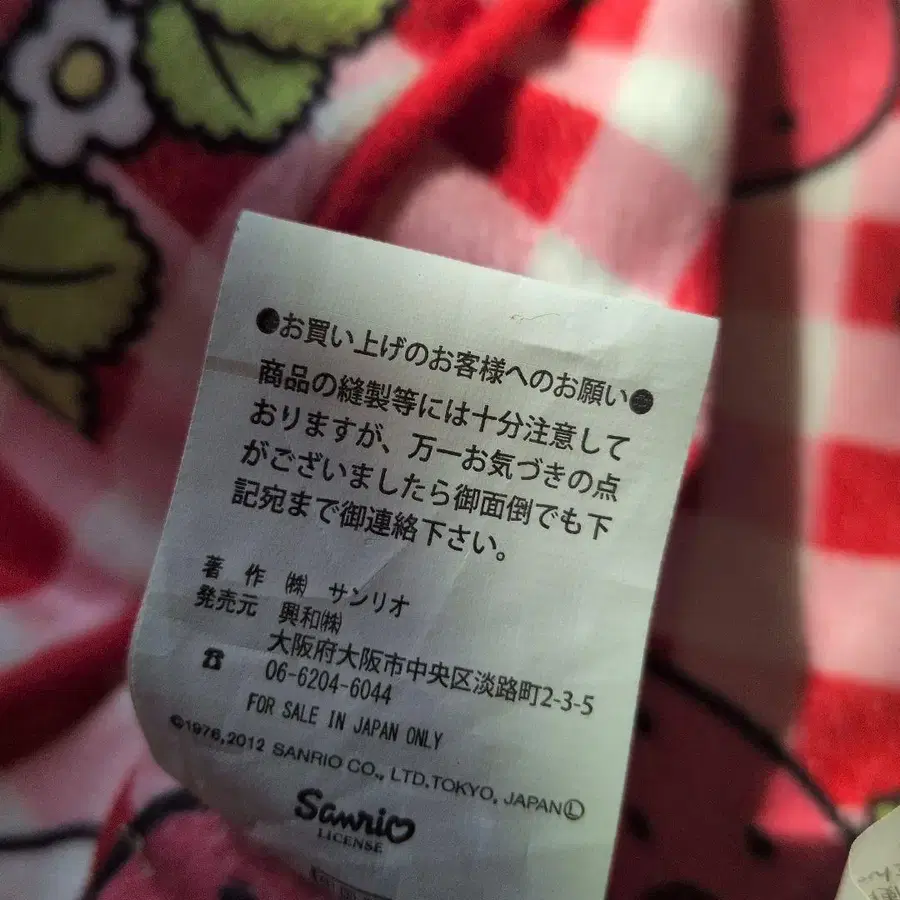 ●お買い上げのお客様へのお願い●
商品の縫製等には十分注意して
おりますが、万一お気づきの点
がございましたら御面倒でも下
記宛まで御連絡下さい。
著 作 ㈱ サンリオ
発売元 興和㈱
大阪府大阪市中央区淡路町2-3-5
☎ 06-6204-6044
FOR SALE IN JAPAN ONLY
©1976,2012 SANRIO CO., LTD.TOKYO, JAPAN Ⓛ
Sanrio
LICENSE